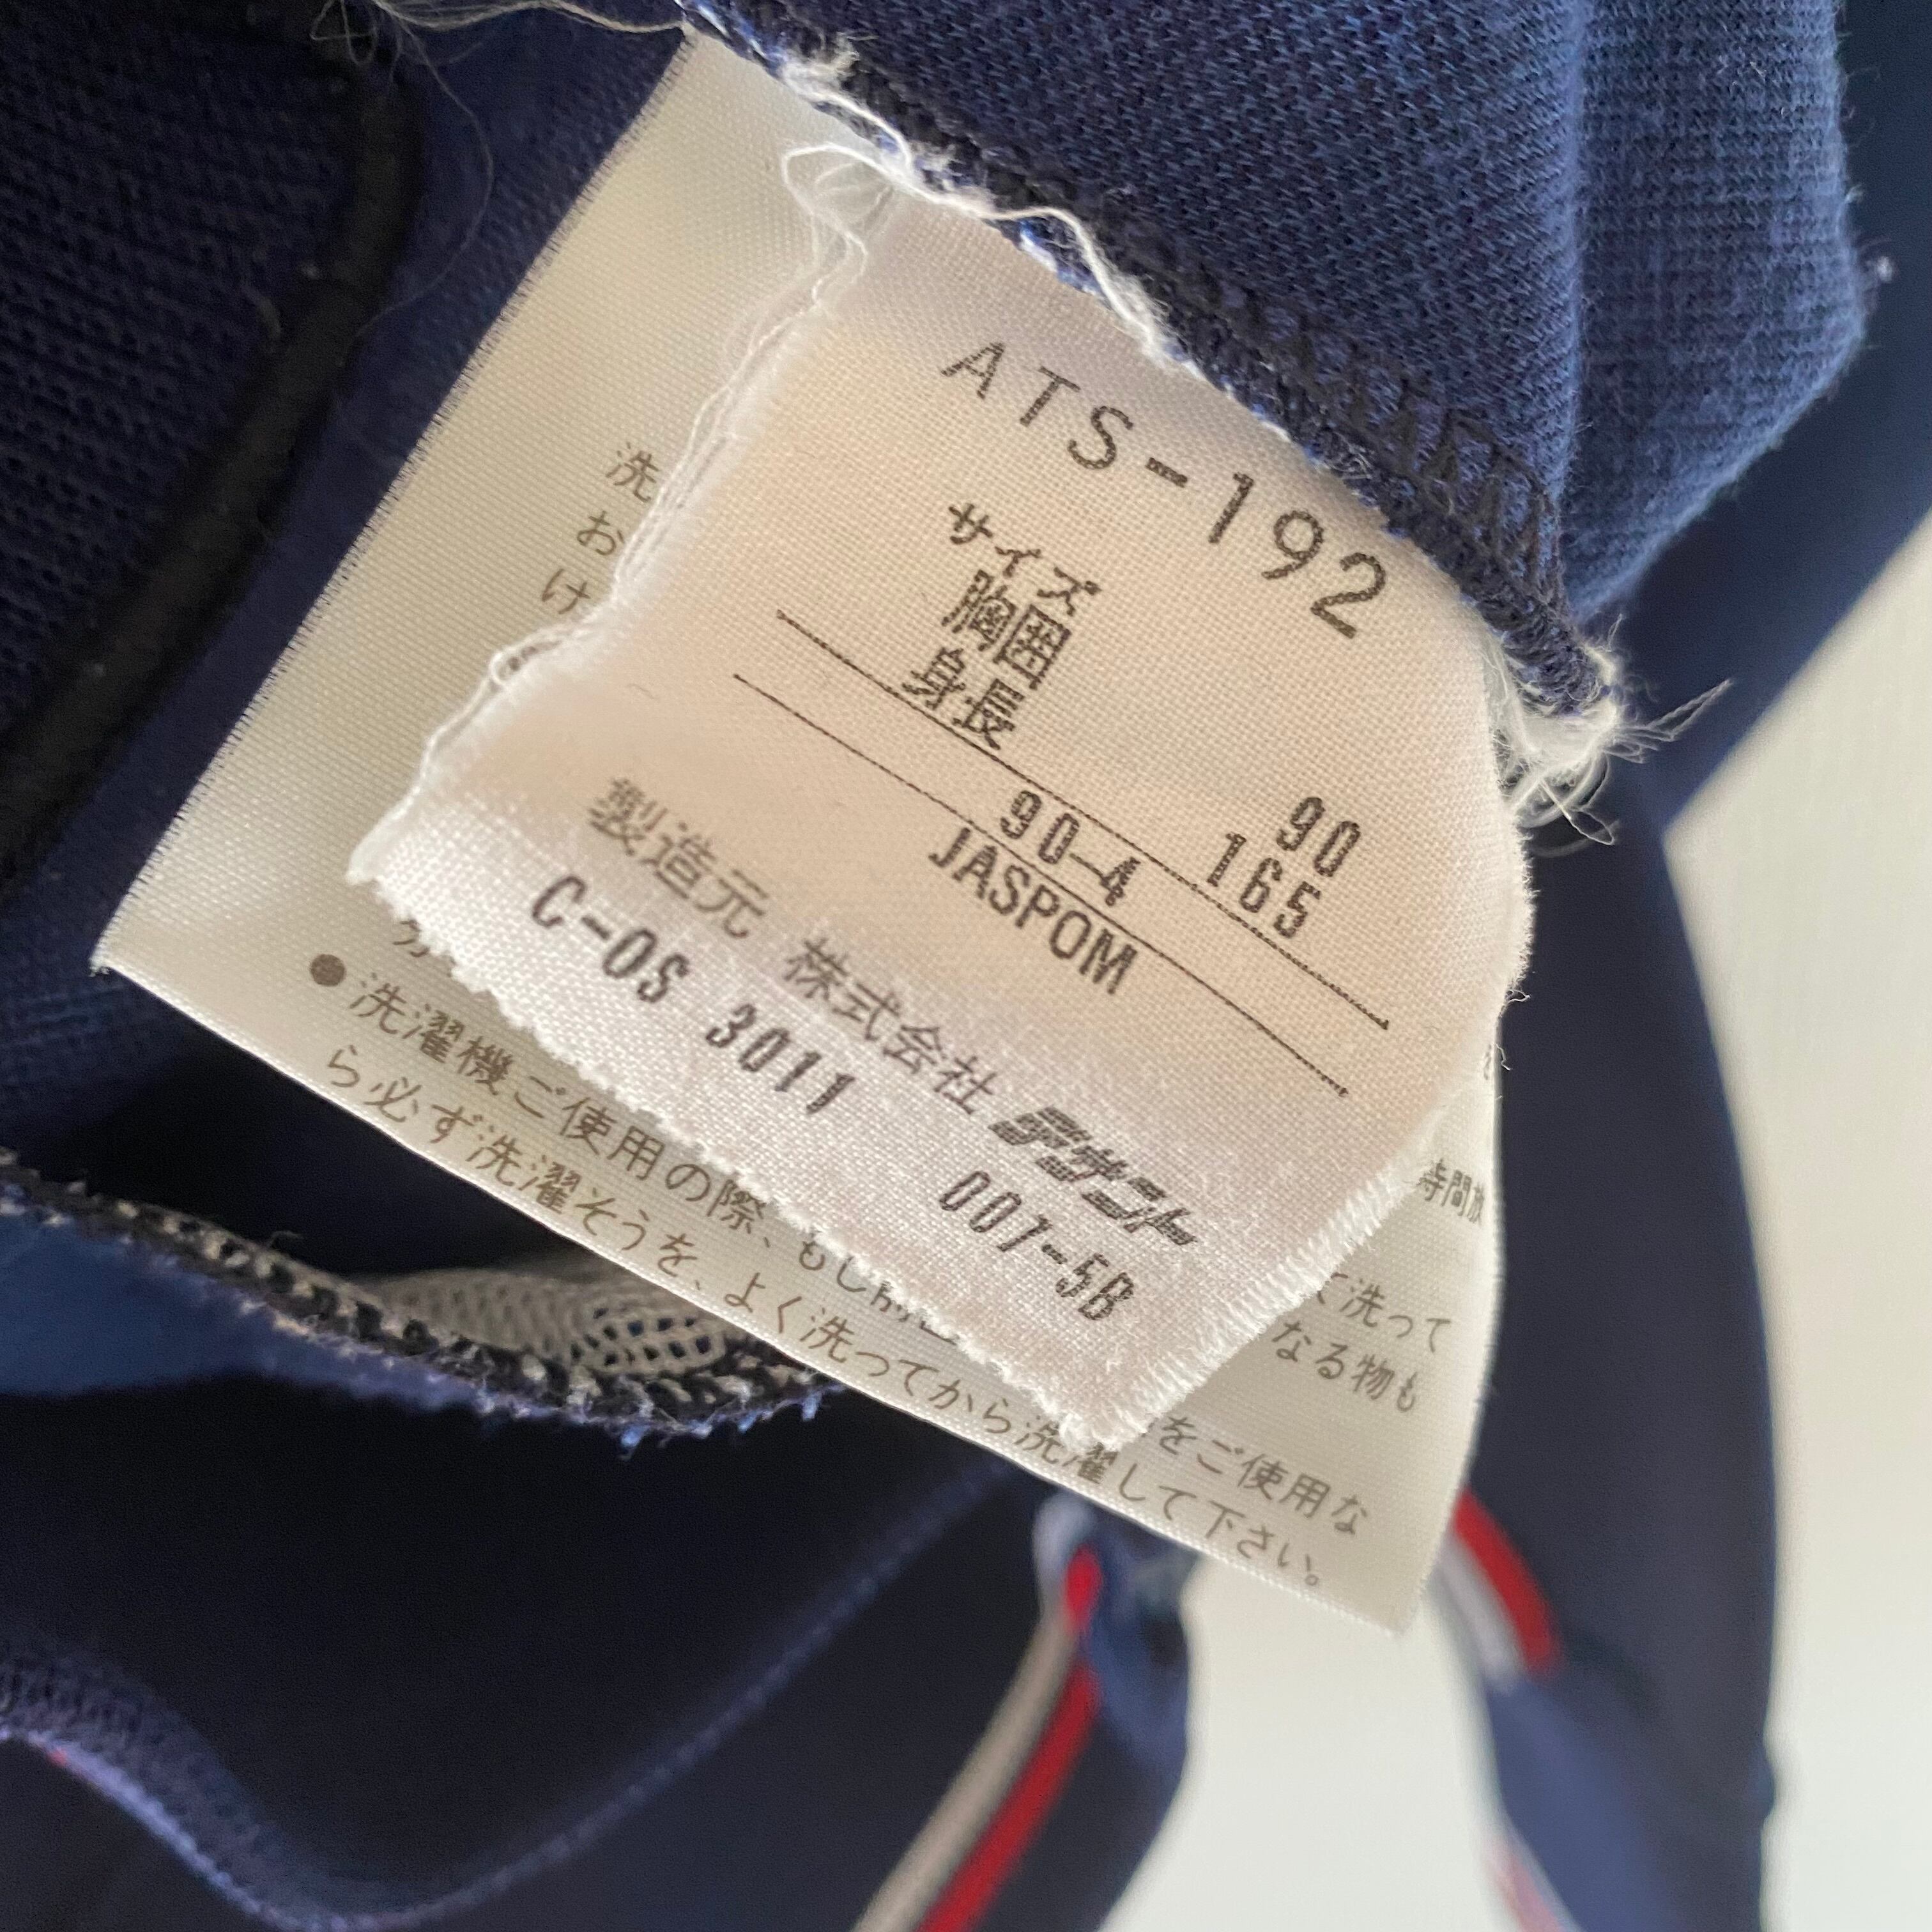 ATS-192
サイズ
胸囲 90
身長 165
90-4
JASPOM
製造元 株式会社デサント
C-OS 3011 007-5B
洗
お
け
時間放
て洗って
なる物も
をご使用な
●洗濯機ご使用の際、もし前
ら必ず洗濯そうを、よく洗ってから洗濯して下さい。